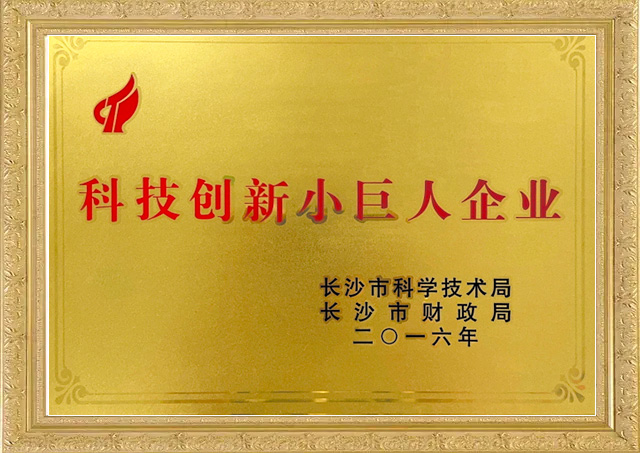 科技创新小巨人企业
长沙市科学技术局
长沙市财政局
二〇一六年